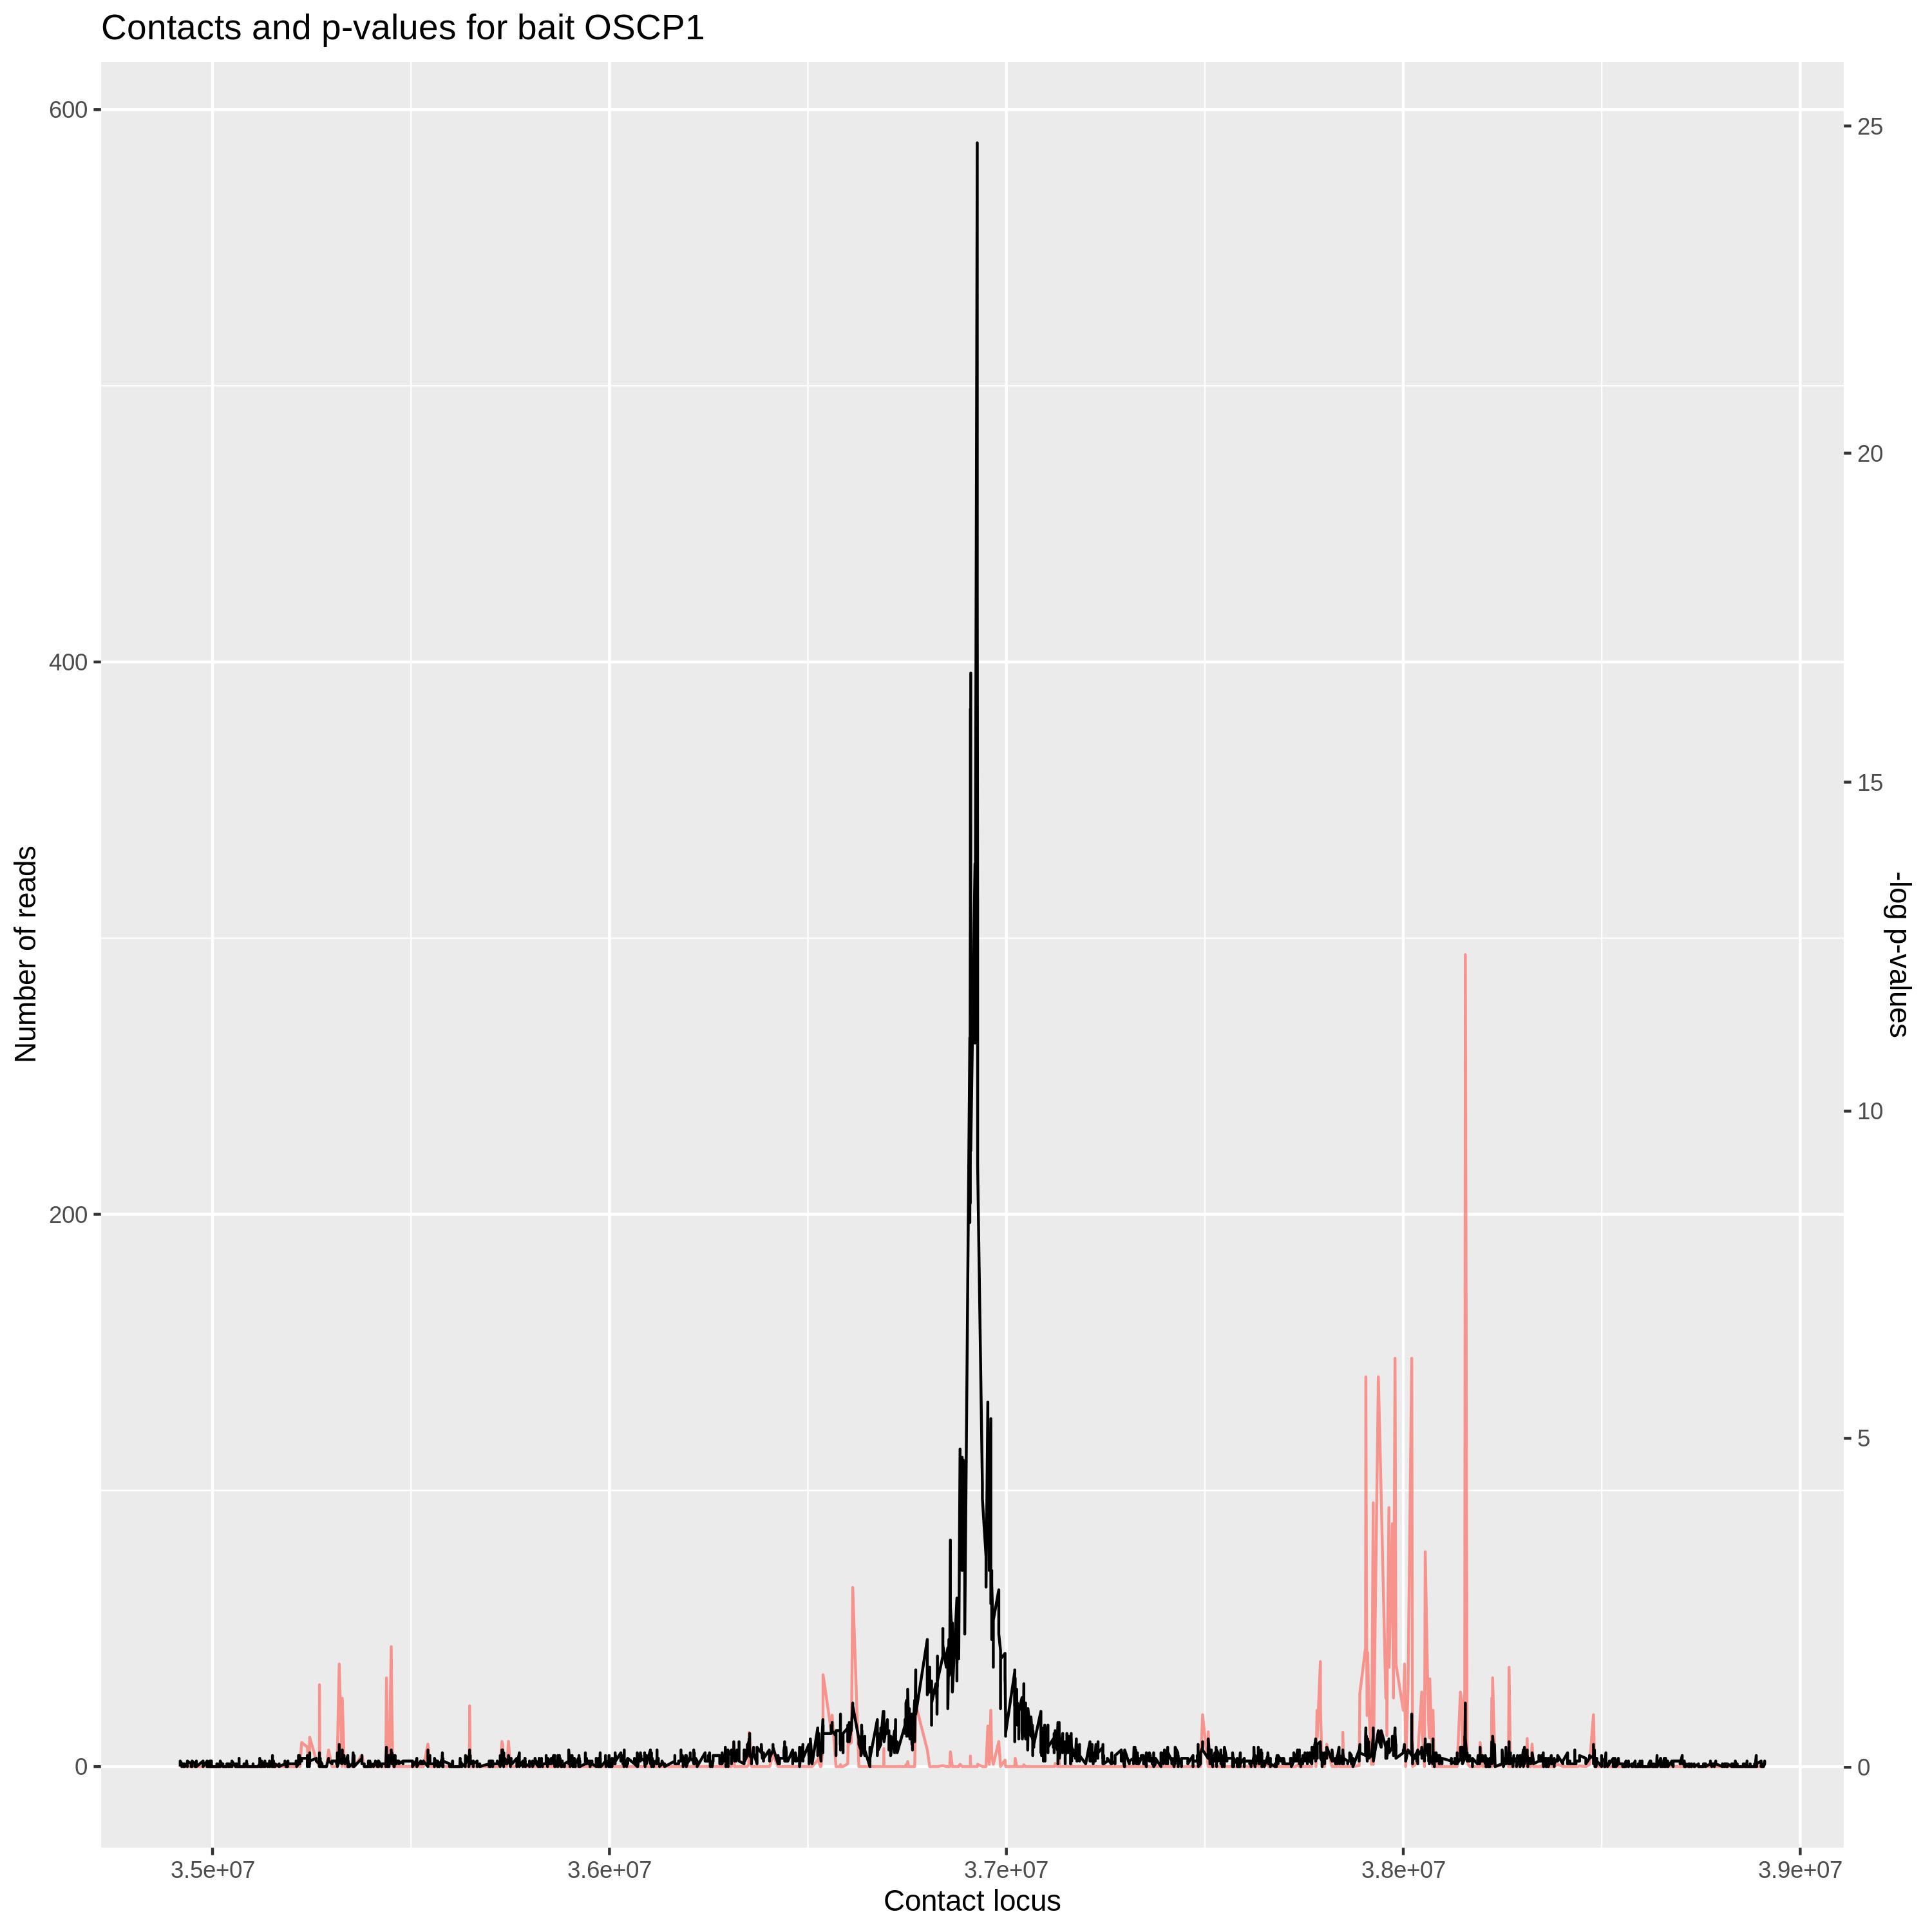 Contacts and p-values for bait OSCP1
600
400
200
0
25
20
15
10
5
0
Number of reads
-log p-values
3.5e+07 3.6e+07 3.7e+07 3.8e+07 3.9e+07
Contact locus